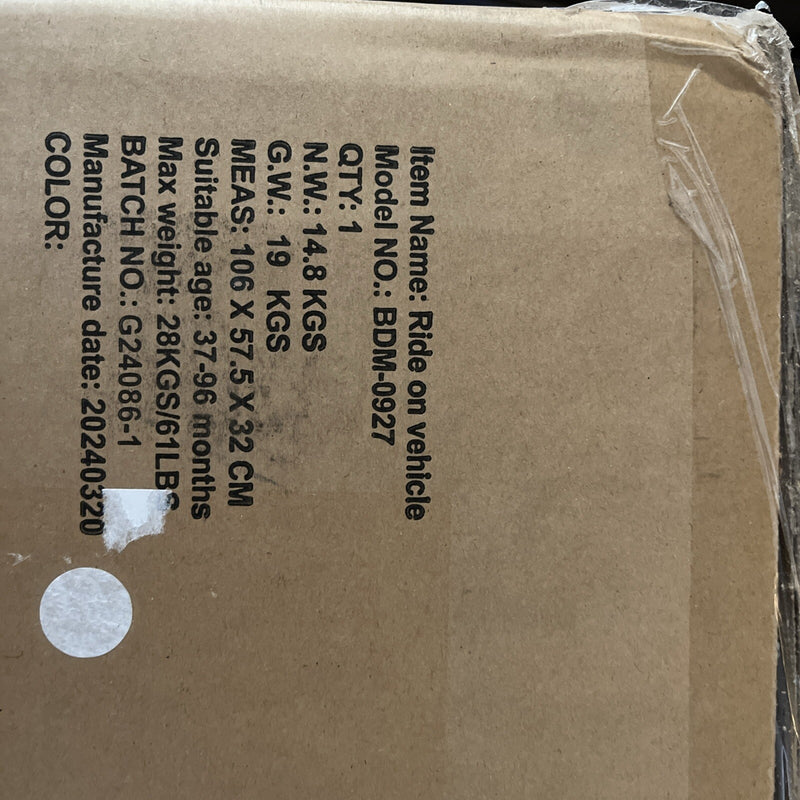 Item Name: Ride on vehicle
Model NO.: BDM-0927
QTY: 1
N.W.: 14.8 KGS
G.W.: 19 KGS
MEAS: 106 X 57.5 X 32 CM
Suitable age: 37-96 months
Max weight: 28KGS/61LBS
BATCH NO.: G24086-1
Manufacture date: 20240320
COLOR: